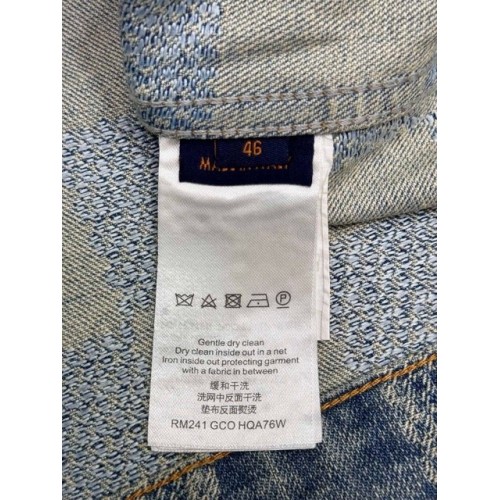 46
Gentle dry clean
Dry clean inside out in a net
Iron inside out protecting garment
with a fabric in between
缓和干洗
洗网中反面干洗
垫布反面熨烫
RM241 GCO HQA76W